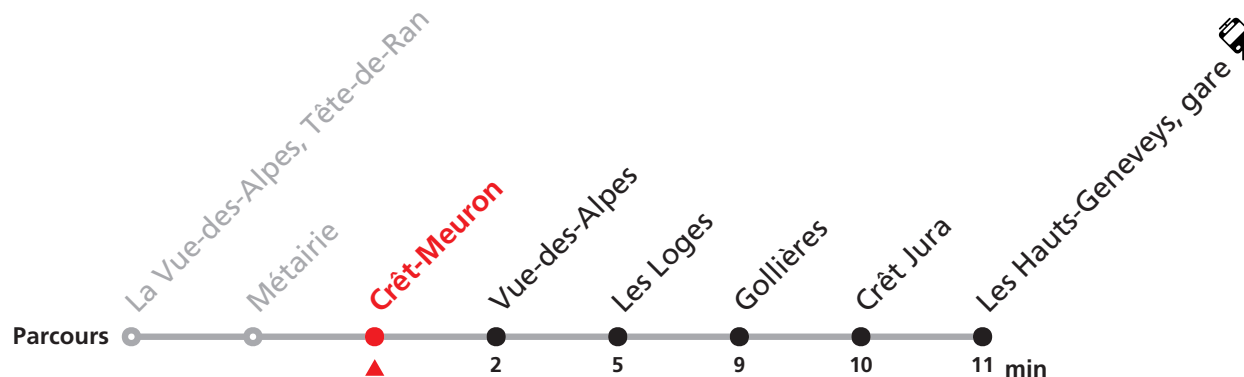 La Vue-des-Alpes, Tête-de-Ran
Métairie
Crêt-Meuron
Vue-des-Alpes
Les Loges
Gollières
Crêt Jura
Les Hauts-Geneveys, gare
Parcours
2 5 9 10 11 min